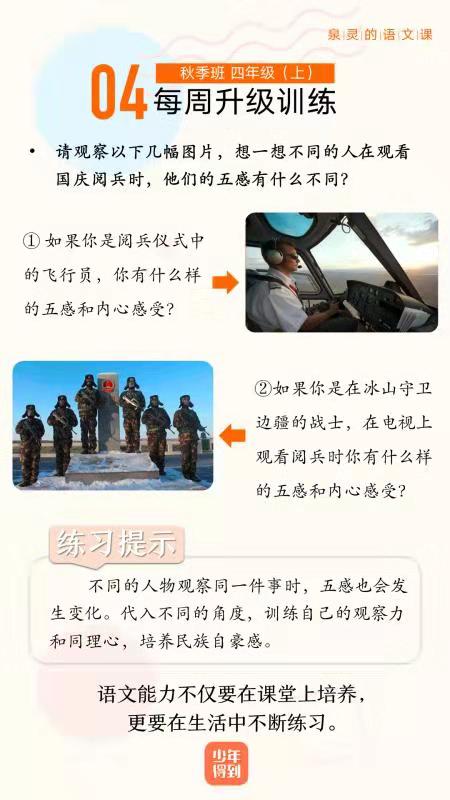 泉灵的语文课
秋季班 四年级（上）
04每周升级训练
• 请观察以下几幅图片，想一想不同的人在观看
国庆阅兵时，他们的五感有什么不同？
①如果你是阅兵仪式中
的飞行员，你有什么样
的五感和内心感受？
②如果你是在冰山守卫
边疆的战士，在电视上
观看阅兵时你有什么样
的五感和内心感受？
练习提示
不同的人物观察同一件事时，五感也会发
生变化。代入不同的角度，训练自己的观察力
和同理心，培养民族自豪感。
语文能力不仅要在课堂上培养，
更要在生活中不断练习。
少年
得到